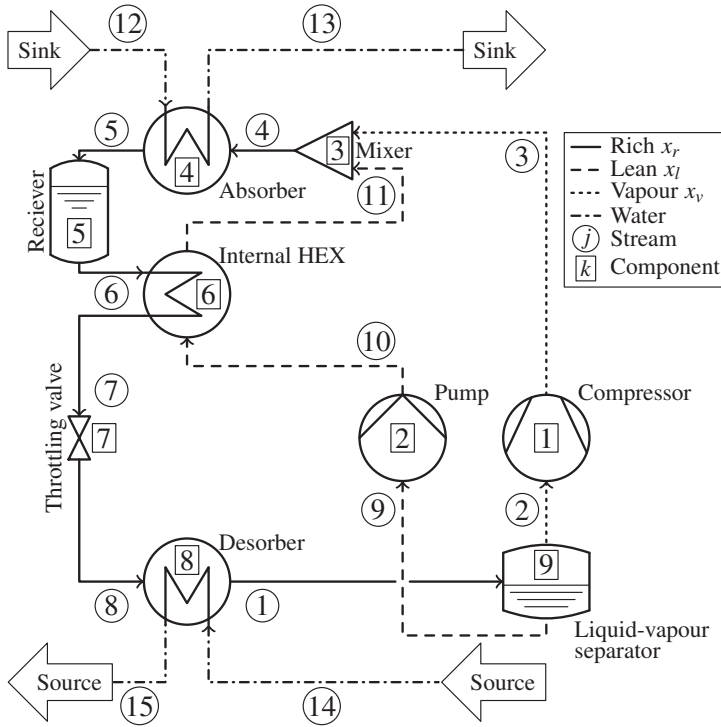 12
13
Sink
Sink
5
4
3
3
Mixer
4
Absorber
11
Reciever
5
Rich x_r
Lean x_l
Vapour x_v
Water
j Stream
k Component
Internal HEX
6
6
10
7
Throttling valve
7
Pump
2
Compressor
1
9
2
Desorber
8
9
8
1
Liquid-vapour
separator
Source
15
14
Source